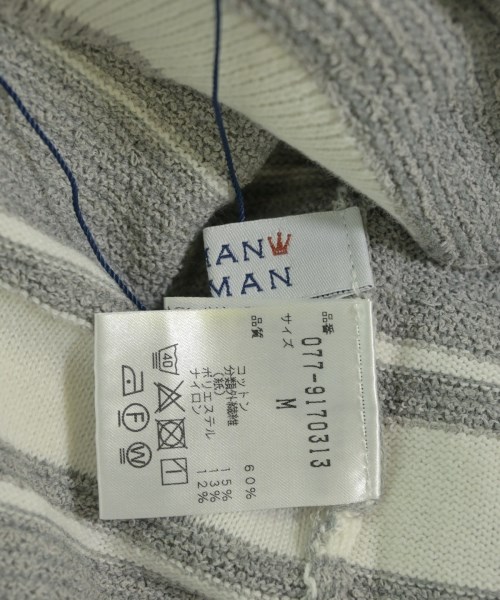 MAN
MAN
品番
077-9170313
サイズ
M
品質
コットン 60%
分類外繊維 15%
(紙)
ポリエステル 13%
ナイロン 12%
40
F
W